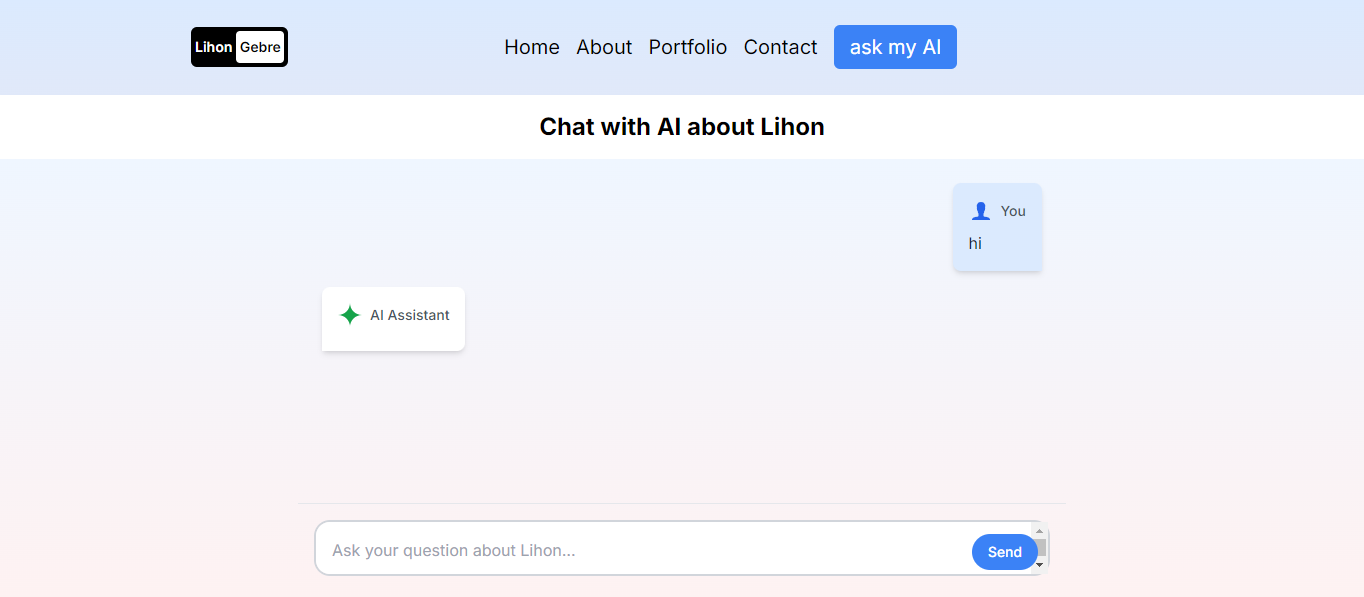 Lihon Gebre Home About Portfolio Contact ask my AI
Chat with AI about Lihon
You
hi
AI Assistant
Ask your question about Lihon...
Send